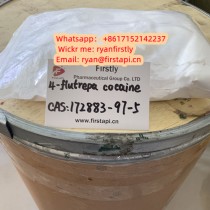 Whatsapp： +8617152142237
Wickr me: ryanfirstly
Email: ryan@firstapi.cn
Firstly
Pharmaceutical Group Co. LTD
4-flutrepa cocaine
CAS:172883-97-5
www.firstapi.cn